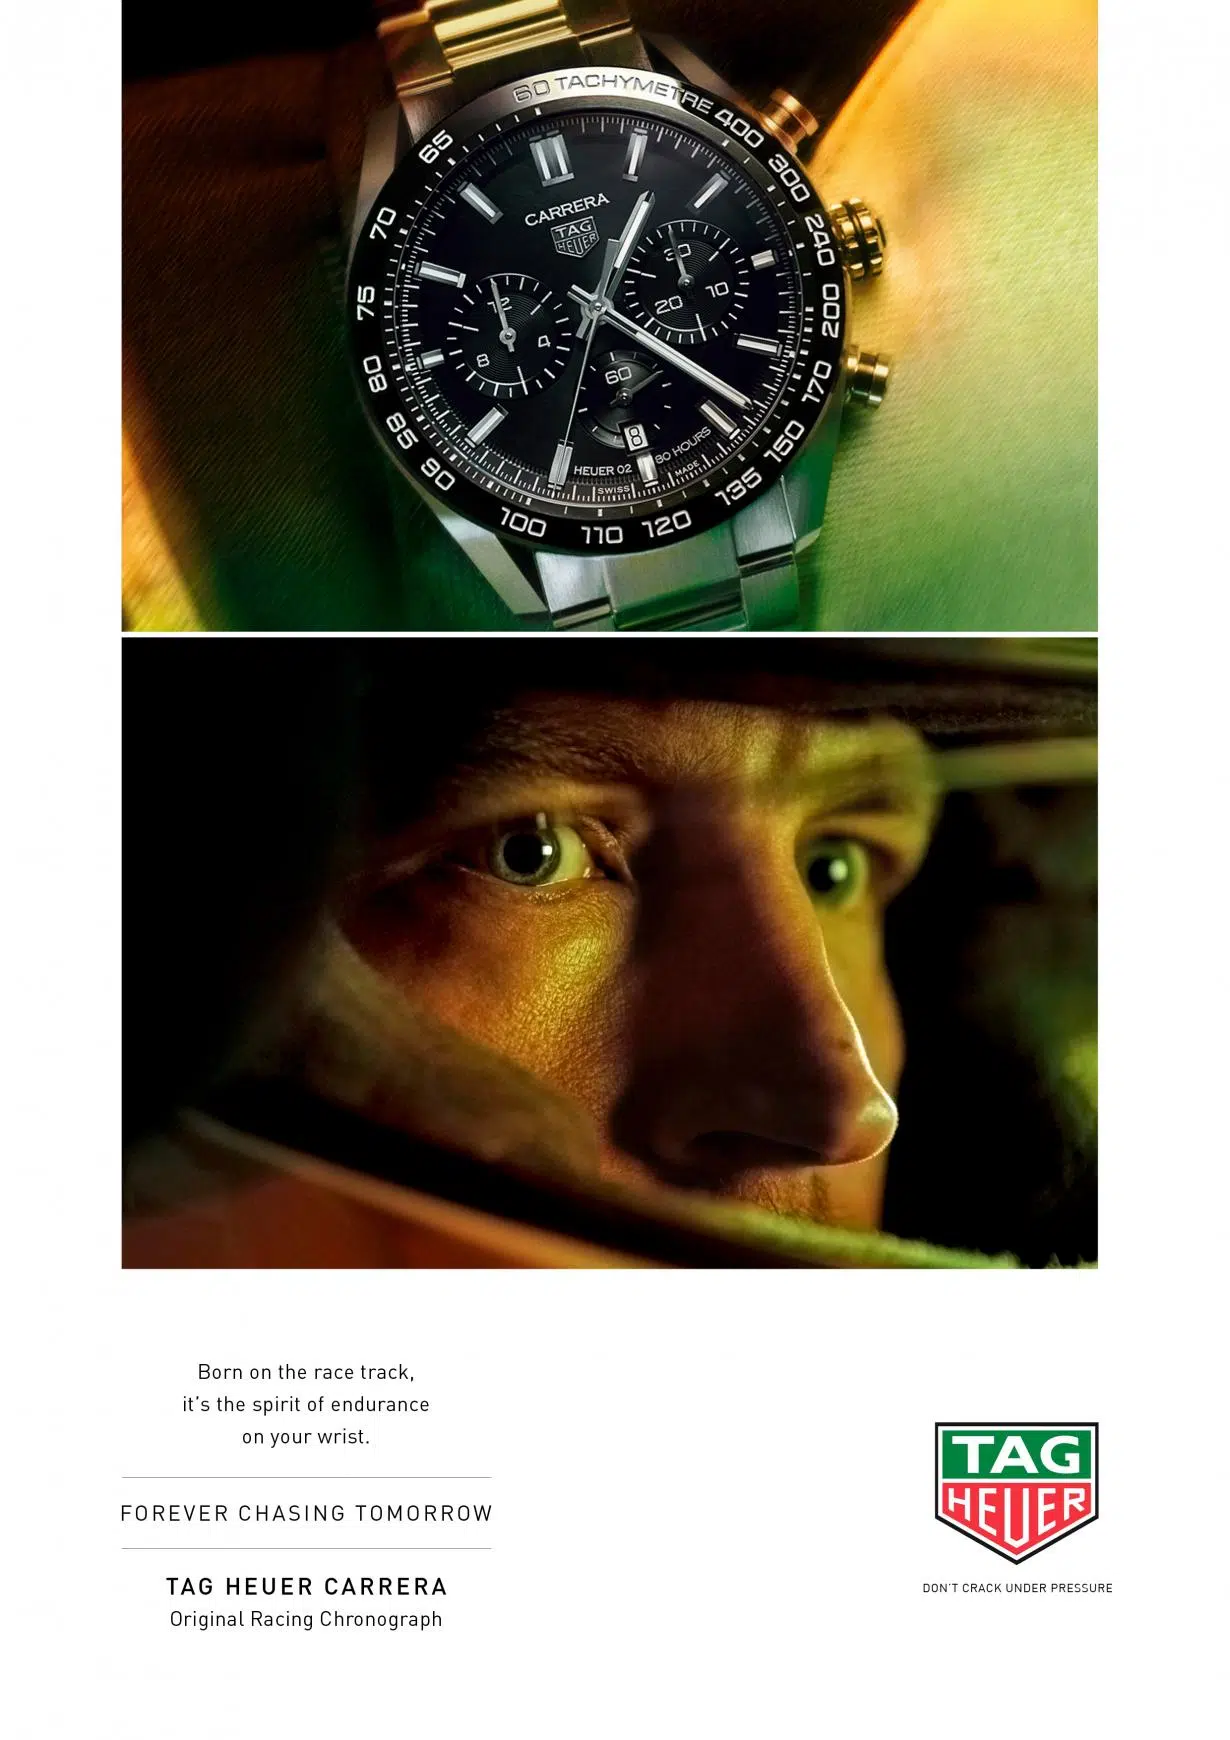 60 TACHYMETRE 400
300
240
200
170
150
135
120
110
100
90
85
80
75
70
65
CARRERA
TAG
HEUER
30
10
20
12
4
8
60
8
HEUER 02
80 HOURS
SWISS
MADE
Born on the race track,
it's the spirit of endurance
on your wrist.
FOREVER CHASING TOMORROW
TAG HEUER CARRERA
Original Racing Chronograph
TAG
HEUER
DON'T CRACK UNDER PRESSURE